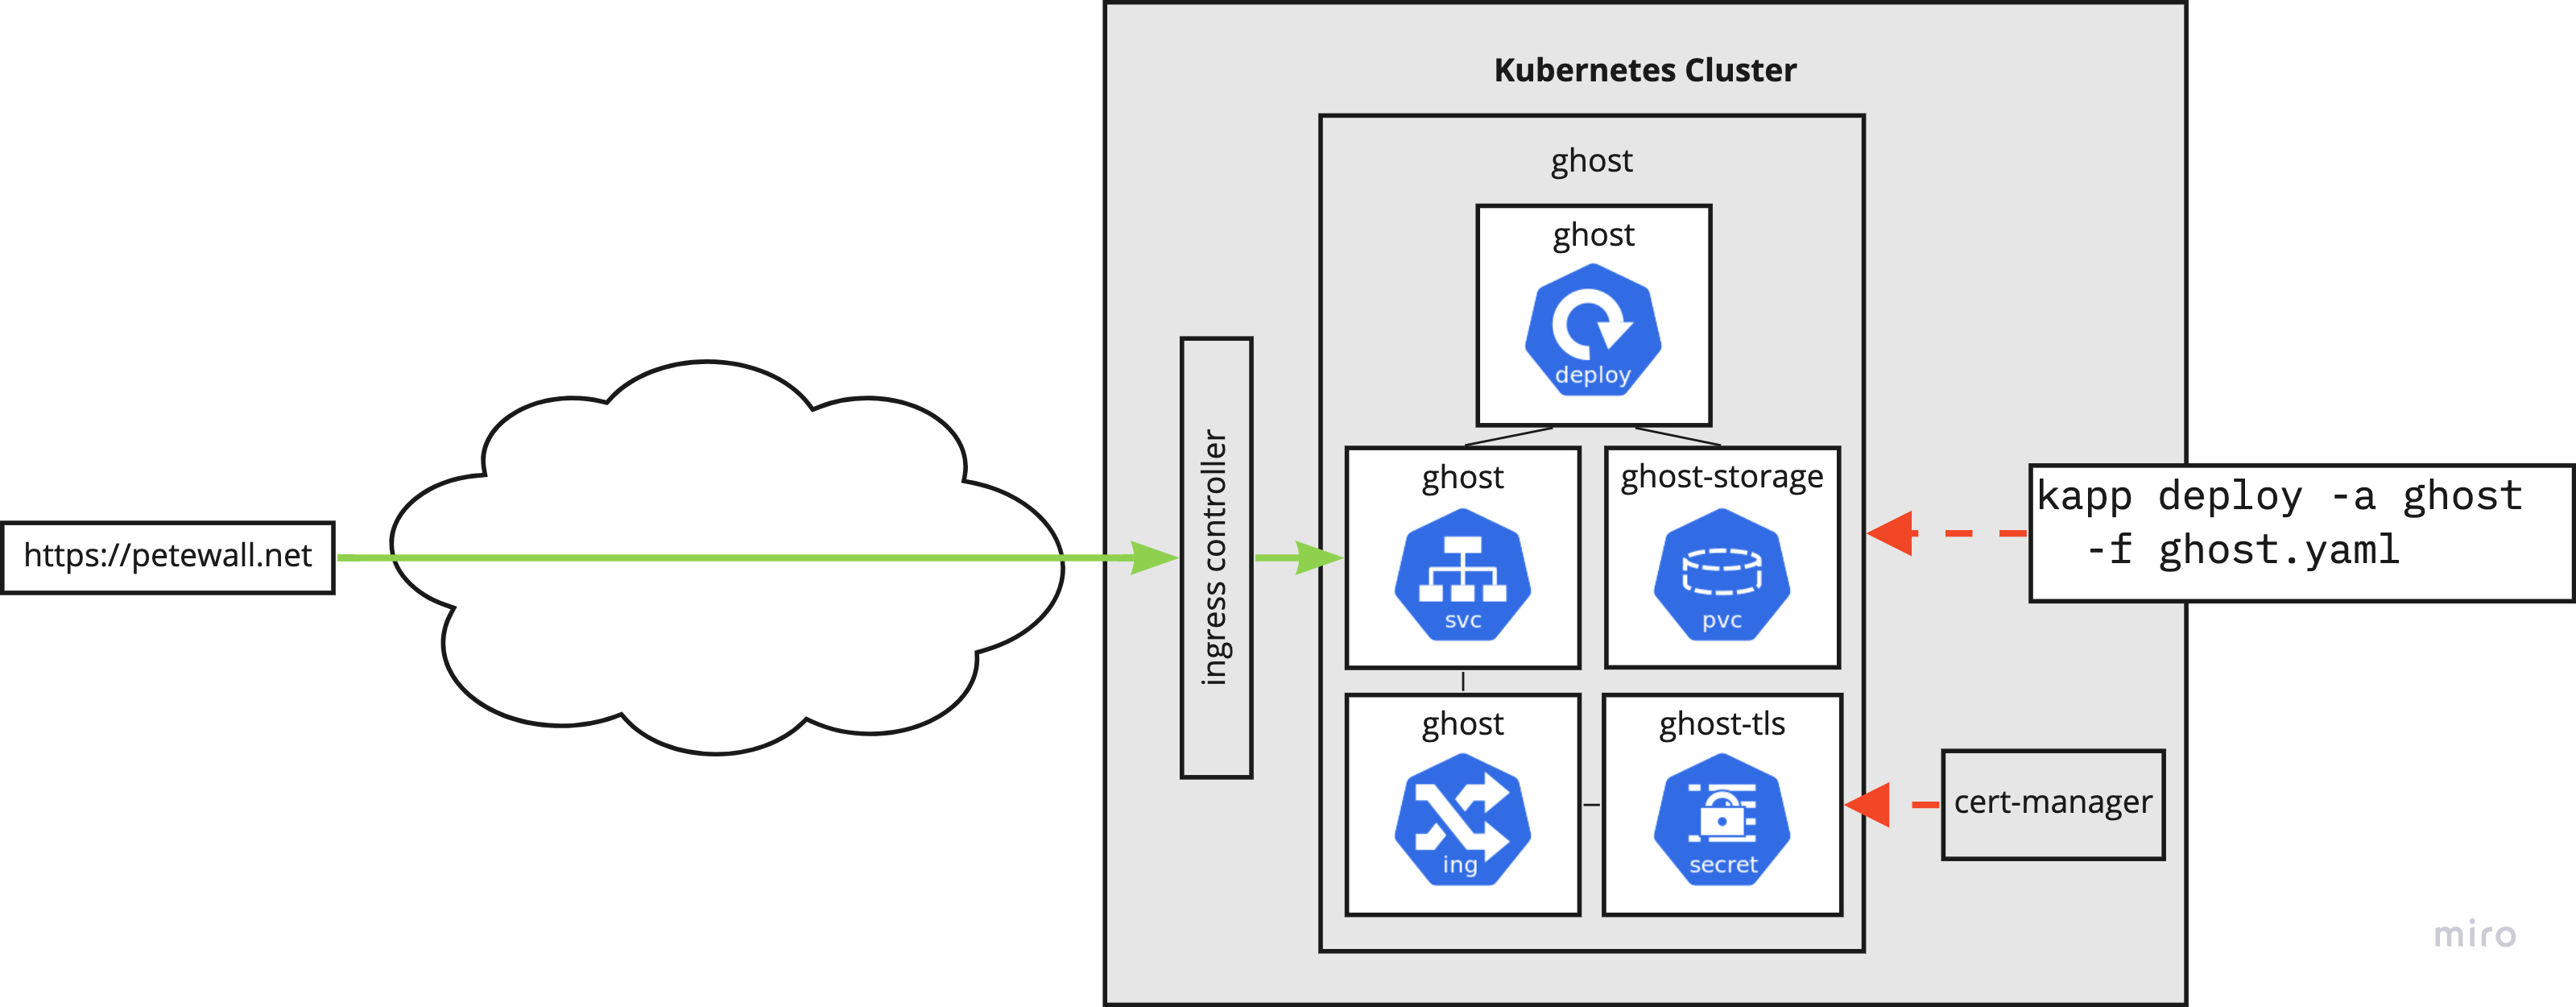 Kubernetes Cluster
ghost
ghost
deploy
https://petewall.net
ingress controller
ghost
svc
ghost-storage
pvc
kapp deploy -a ghost
-f ghost.yaml
ghost
ing
ghost-tls
secret
cert-manager
miro